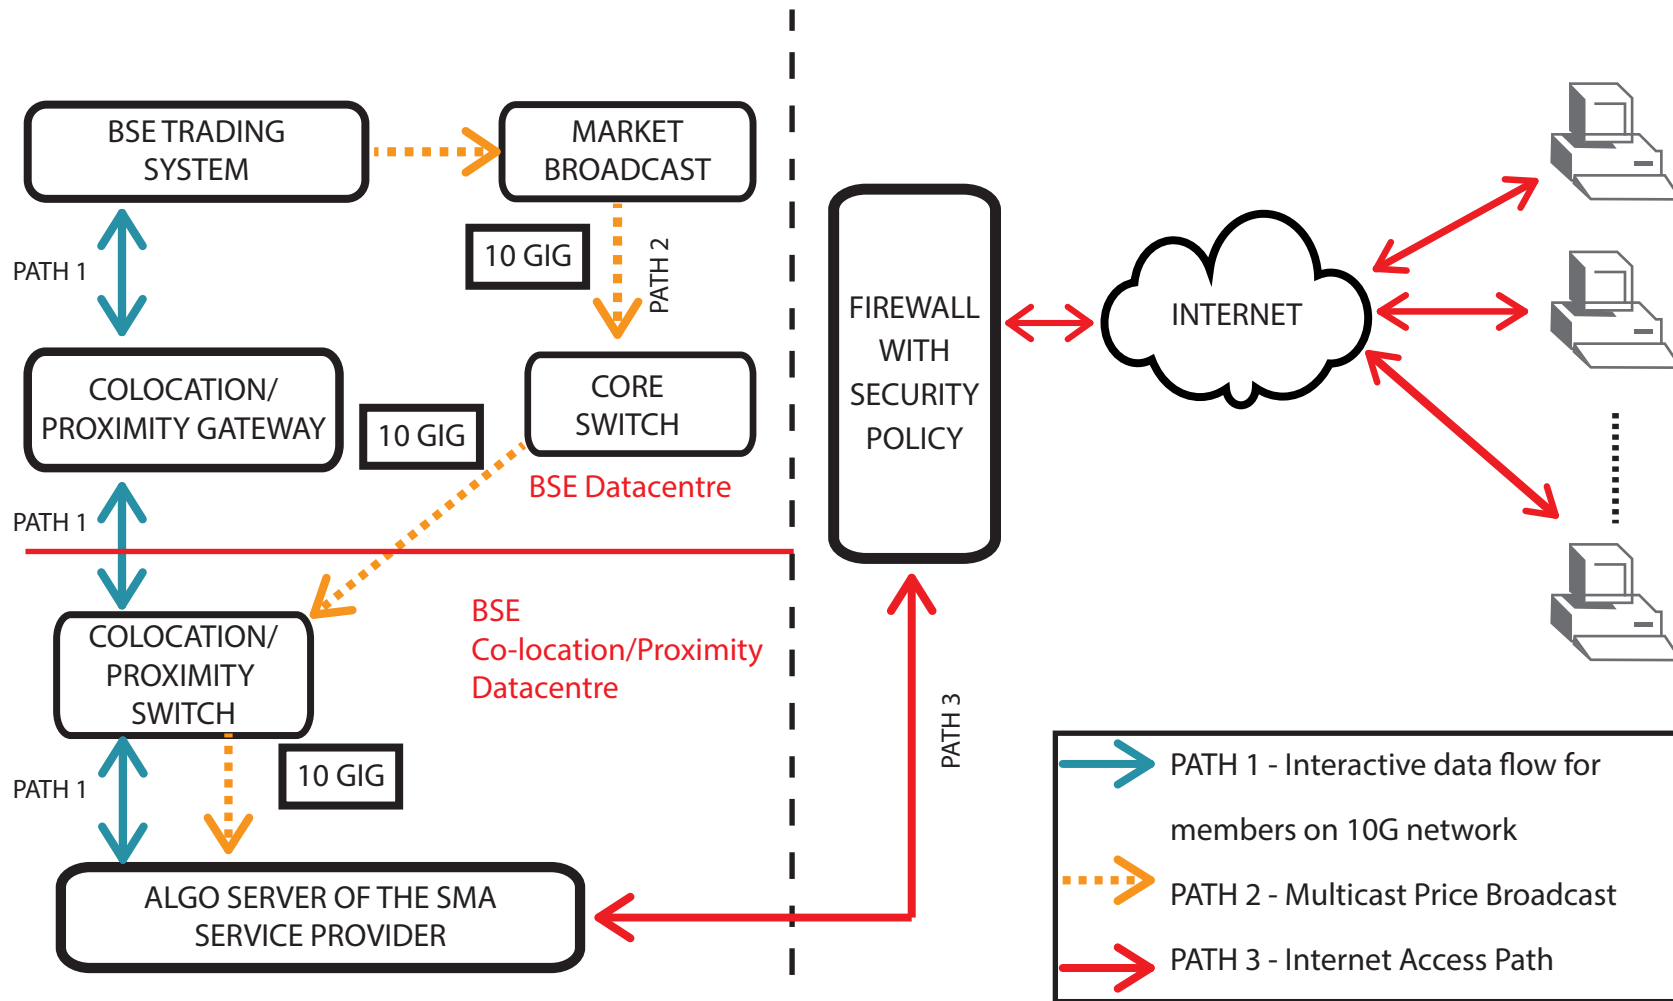 BSE TRADING
SYSTEM
MARKET
BROADCAST
PATH 1
10 GIG
PATH 2
COLOCATION/
PROXIMITY GATEWAY
10 GIG
CORE
SWITCH
BSE Datacentre
PATH 1
COLOCATION/
PROXIMITY
SWITCH
BSE
Co-location/Proximity
Datacentre
PATH 1
10 GIG
ALGO SERVER OF THE SMA
SERVICE PROVIDER
FIREWALL
WITH
SECURITY
POLICY
INTERNET
PATH 3
PATH 1 - Interactive data flow for
members on 10G network
PATH 2 - Multicast Price Broadcast
PATH 3 - Internet Access Path